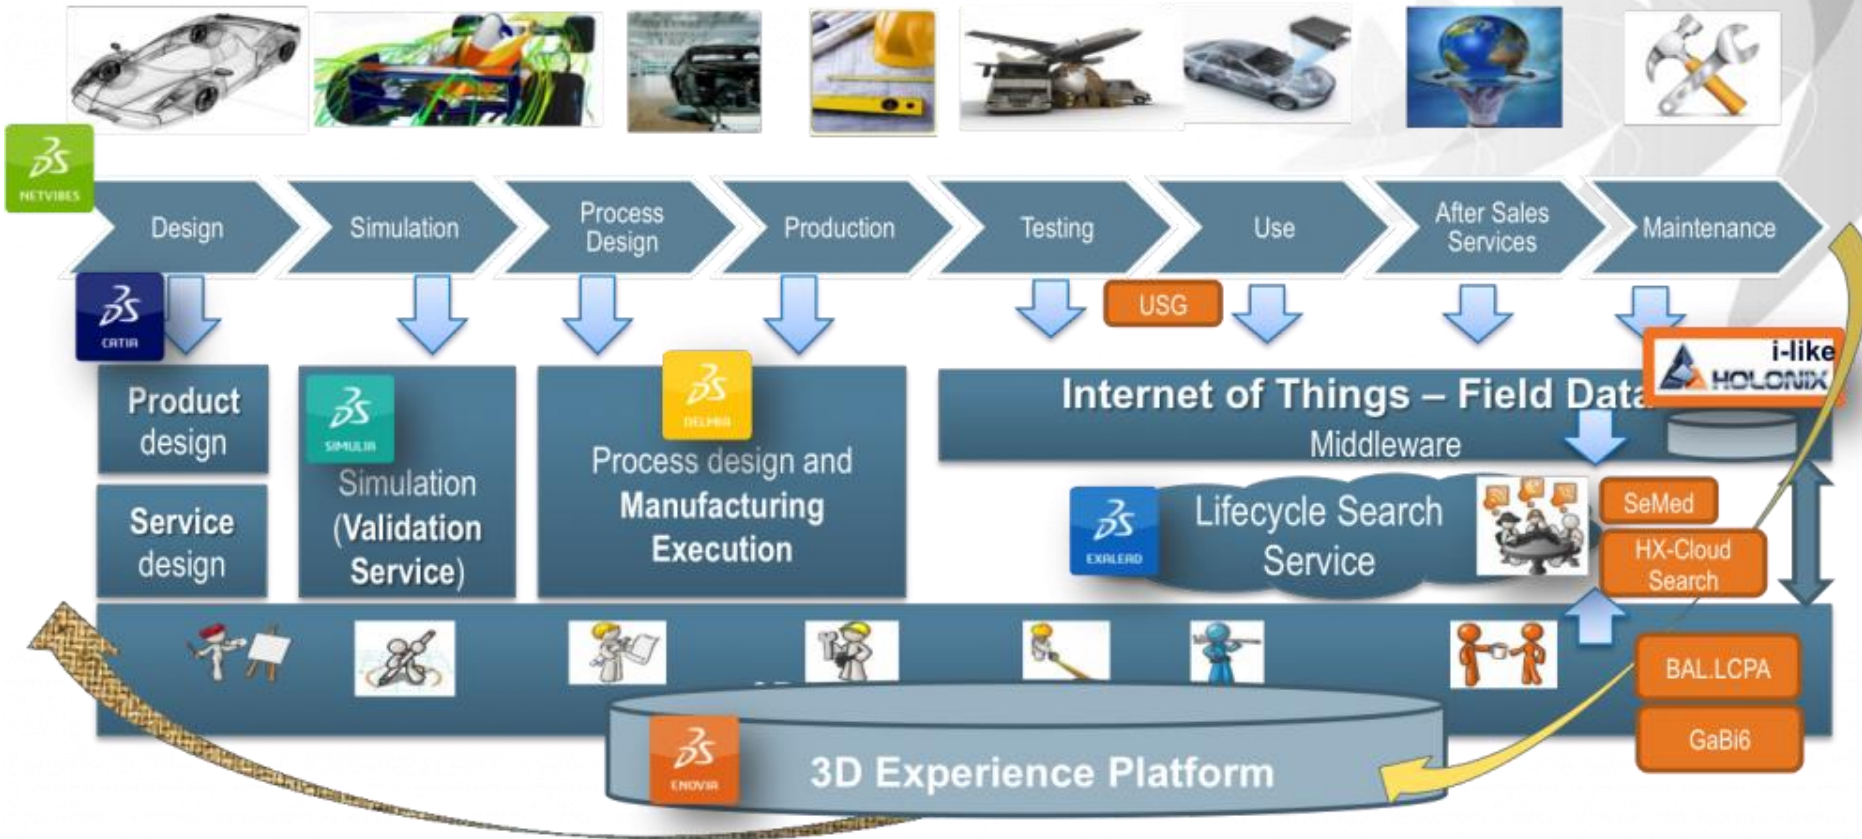 NETVIBES
Design
Simulation
Process
Design
Production
Testing
Use
After Sales
Services
Maintenance
CATIA
USG
i-like
HOLONIX
Product
design
Service
design
SIMULIA
Simulation
(Validation
Service)
DELMIA
Process design and
Manufacturing
Execution
Internet of Things – Field Data
Middleware
EXALEAD
Lifecycle Search
Service
SeMed
HX-Cloud
Search
BAL.LCPA
GaBi6
ENOVIA
3D Experience Platform